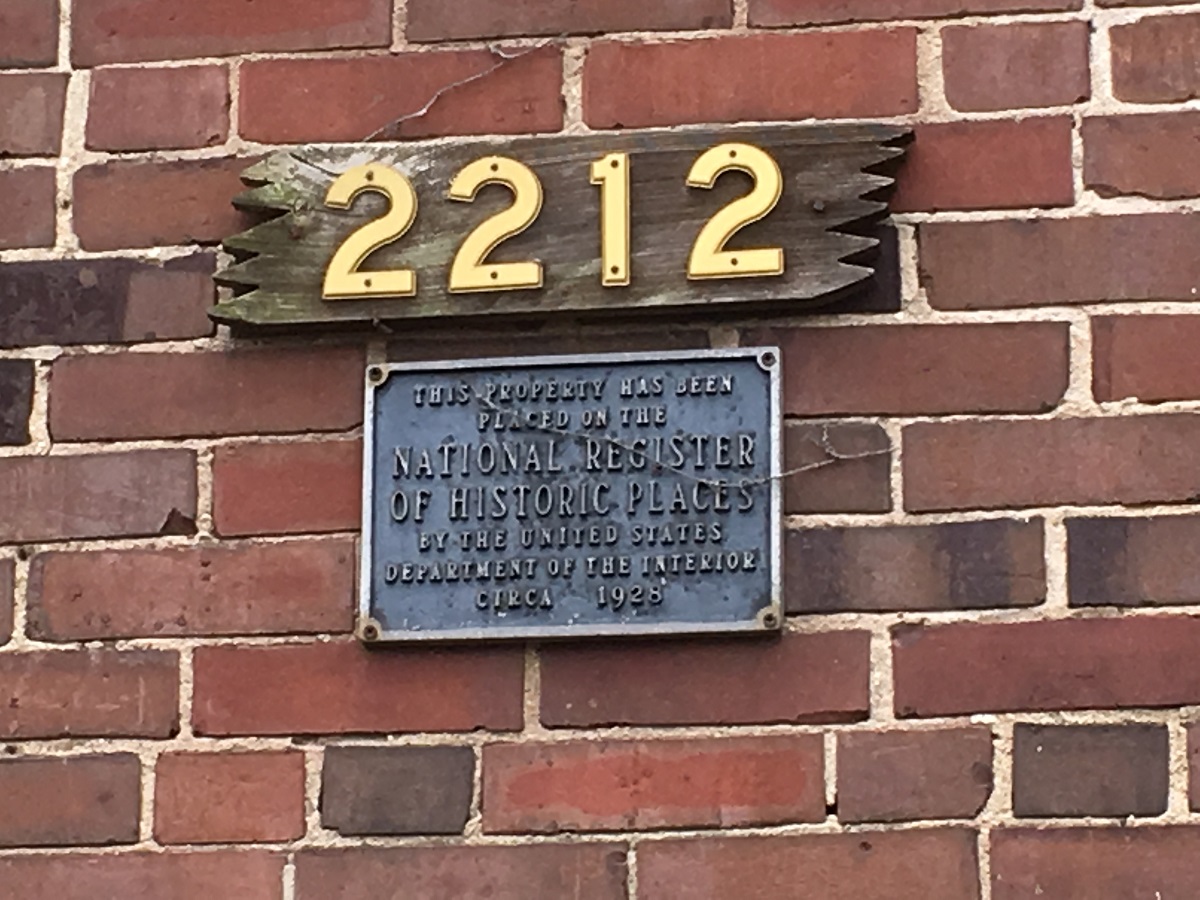 2212
THIS PROPERTY HAS BEEN
PLACED ON THE
NATIONAL REGISTER
OF HISTORIC PLACES
BY THE UNITED STATES
DEPARTMENT OF THE INTERIOR
CIRCA 1928